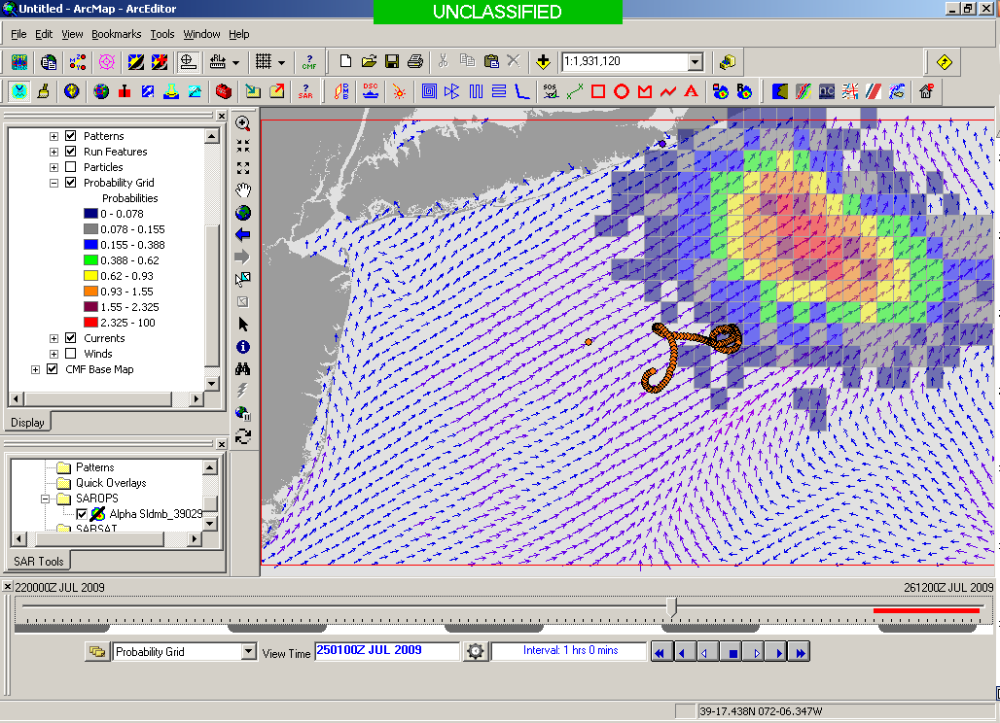 UNCLASSIFIED
Untitled - ArcMap - ArcEditor
File Edit View Bookmarks Tools Window Help
CMF
?
CMF
1:1,931,120
?
SAR
DSC
SOS
nc
Patterns
Run Features
Particles
Probability Grid
Probabilities
0 - 0.078
0.078 - 0.155
0.155 - 0.388
0.388 - 0.62
0.62 - 0.93
0.93 - 1.55
1.55 - 2.325
2.325 - 100
Currents
Winds
CMF Base Map
Display
Patterns
Quick Overlays
SAROPS
Alpha Sldmb_39029
SARSAT
SAR Tools
220000Z JUL 2009 261200Z JUL 2009
Probability Grid View Time 250100Z JUL 2009 Interval: 1 hrs 0 mins
39-17.438N 072-06.347W